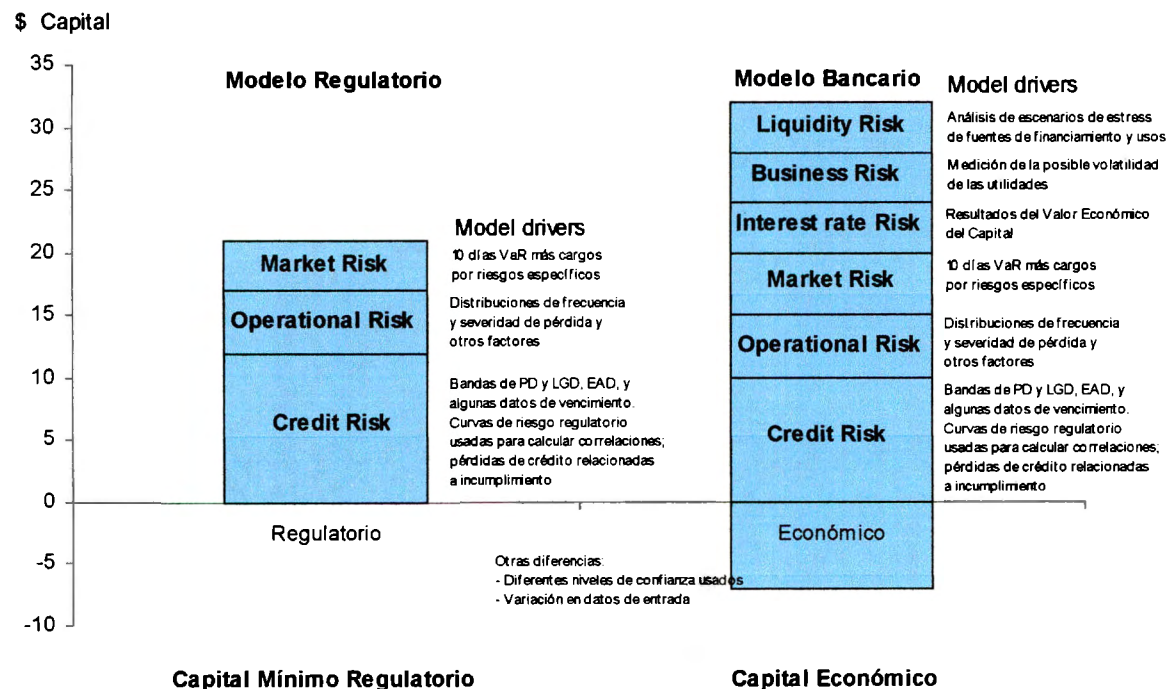 $ Capital
35
30
25
20
15
10
5
0
-5
-10
Modelo Regulatorio
Model drivers
Market Risk
10 días VaR más cargos
por riesgos específicos
Operational Risk
Distribuciones de frecuencia
y severidad de pérdida y
otros factores
Credit Risk
Bandas de PD y LGD, EAD, y
algunas datos de vencimiento.
Curvas de riesgo regulatorio
usadas para calcular correlaciones;
pérdidas de crédito relacionadas
a incumplimiento
Regulatorio
Modelo Bancario
Model drivers
Liquidity Risk
Análisis de escenarios de estress
de fuentes de financiamiento y usos
Business Risk
Medición de la posible volatilidad
de las utilidades
Interest rate Risk
Resultados del Valor Económico
del Capital
Market Risk
10 días VaR más cargos
por riesgos específicos
Operational Risk
Distribuciones de frecuencia
y severidad de pérdida y
otros factores
Credit Risk
Bandas de PD y LGD, EAD, y
algunas datos de vencimiento.
Curvas de riesgo regulatorio
usadas para calcular correlaciones;
pérdidas de crédito relacionadas
a incumplimiento
Económico
Otras diferencias:
- Diferentes niveles de confianza usados
- Variación en datos de entrada
Capital Mínimo Regulatorio
Capital Económico